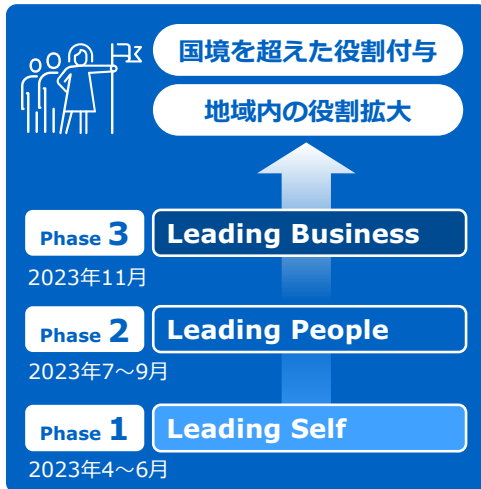 国境を超えた役割付与
地域内の役割拡大
Phase 3 Leading Business
2023年11月
Phase 2 Leading People
2023年7～9月
Phase 1 Leading Self
2023年4～6月